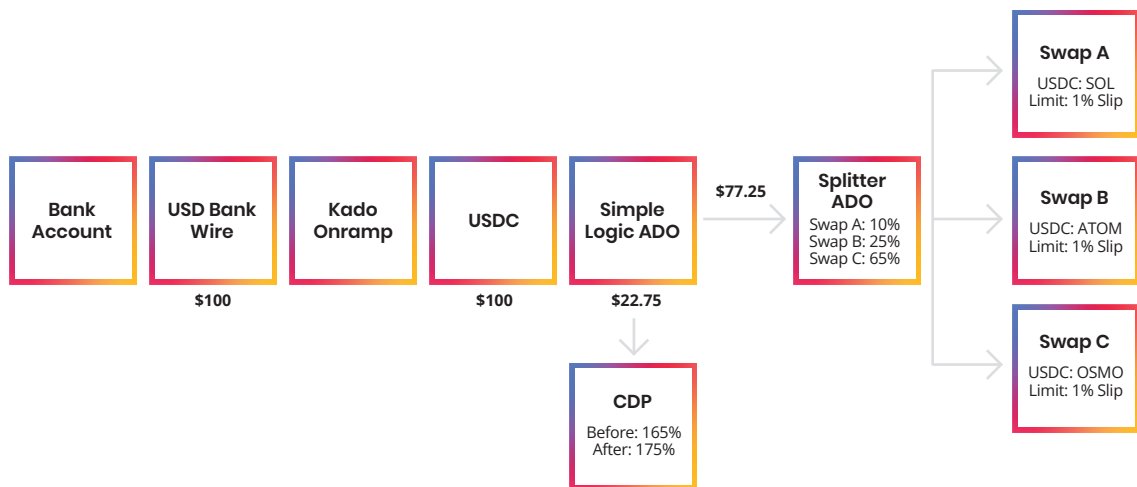 Bank
Account
USD Bank
Wire
$100
Kado
Onramp
USDC
$100
Simple
Logic ADO
$22.75
CDP
Before: 165%
After: 175%
$77.25
Splitter
ADO
Swap A: 10%
Swap B: 25%
Swap C: 65%
Swap A
USDC: SOL
Limit: 1% Slip
Swap B
USDC: ATOM
Limit: 1% Slip
Swap C
USDC: OSMO
Limit: 1% Slip